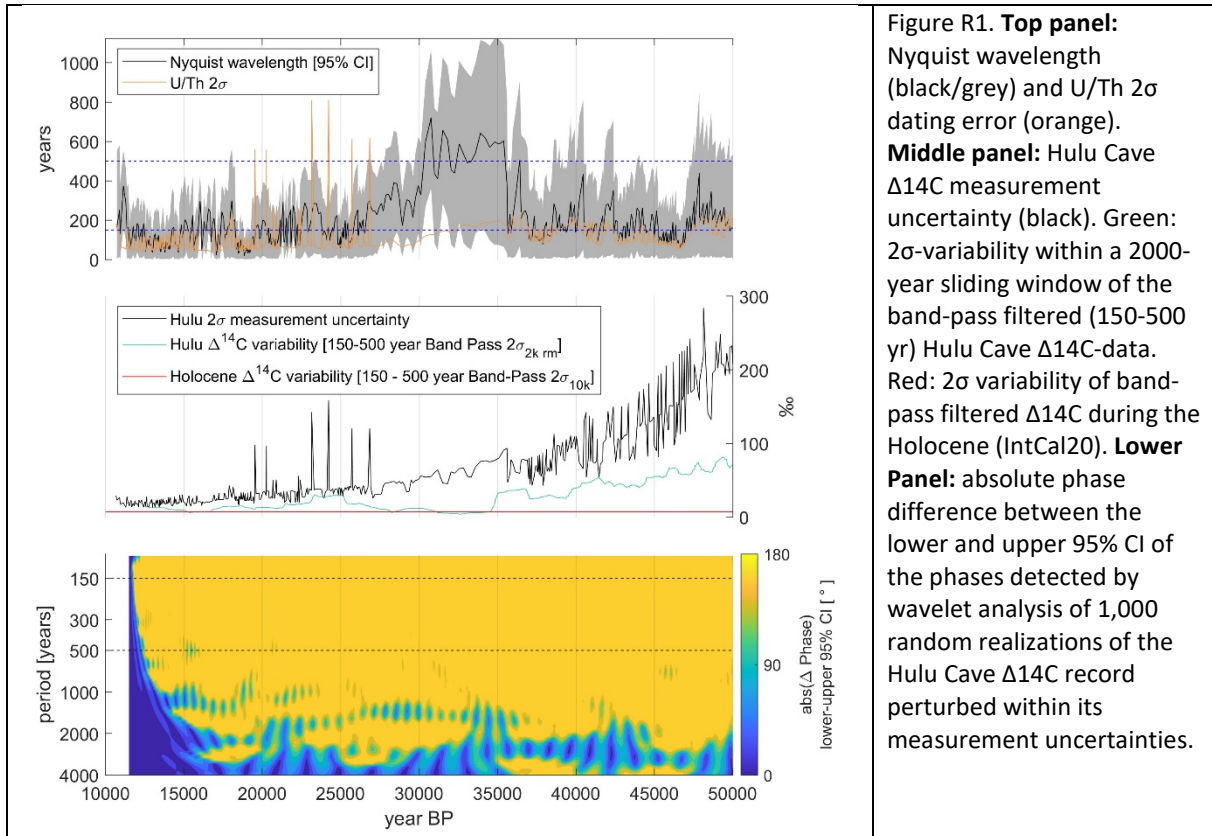 1000
800
600
400
200
0
years
Nyquist wavelength [95% CI]
U/Th 2σ
300
200
100
0
‰
Hulu 2σ measurement uncertainty
Hulu Δ14C variability [150-500 year Band Pass 2σ2k rm]
Holocene Δ14C variability [150 - 500 year Band-Pass 2σ10k]
150
300
500
1000
2000
4000
period [years]
180
90
0
abs(Δ Phase)
lower-upper 95% CI [ ° ]
10000 15000 20000 25000 30000 35000 40000 45000 50000
year BP
Figure R1. Top panel:
Nyquist wavelength
(black/grey) and U/Th 2σ
dating error (orange).
Middle panel: Hulu Cave
Δ14C measurement
uncertainty (black). Green:
2σ-variability within a 2000-
year sliding window of the
band-pass filtered (150-500
yr) Hulu Cave Δ14C-data.
Red: 2σ variability of band-
pass filtered Δ14C during the
Holocene (IntCal20). Lower
Panel: absolute phase
difference between the
lower and upper 95% CI of
the phases detected by
wavelet analysis of 1,000
random realizations of the
Hulu Cave Δ14C record
perturbed within its
measurement uncertainties.